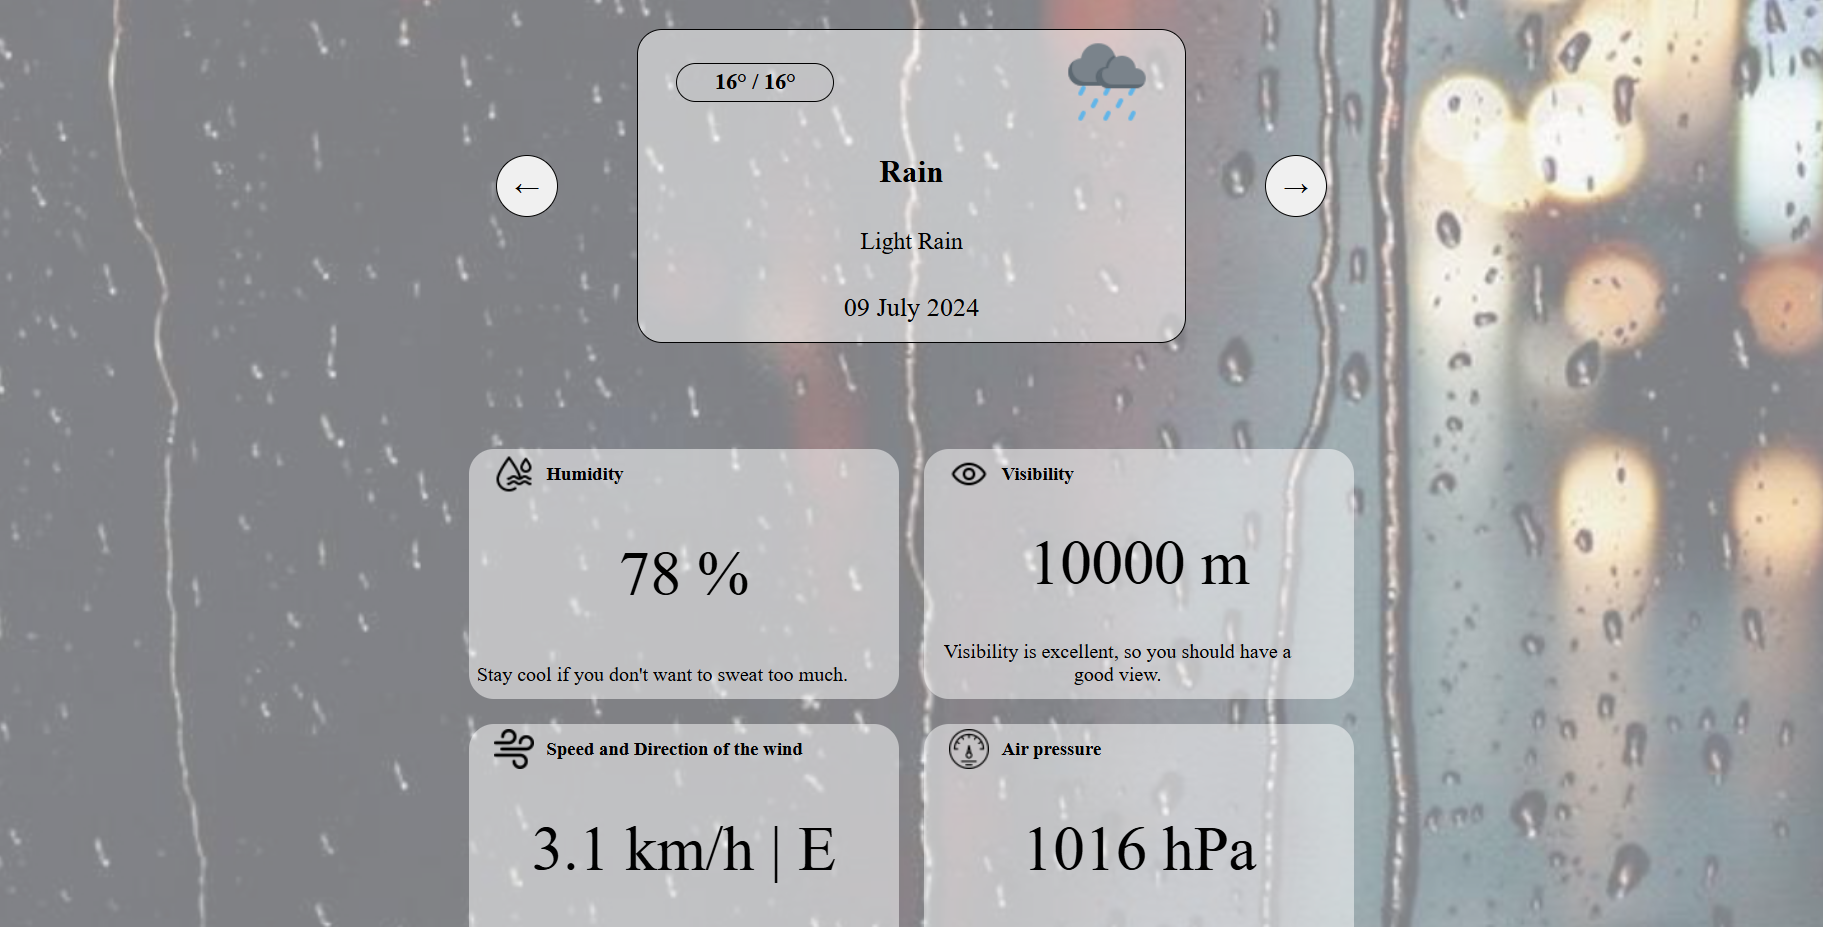 16° / 16°
←
→
Rain
Light Rain
09 July 2024
Humidity
78 %
Stay cool if you don't want to sweat too much.
Visibility
10000 m
Visibility is excellent, so you should have a
good view.
Speed and Direction of the wind
3.1 km/h | E
Air pressure
1016 hPa